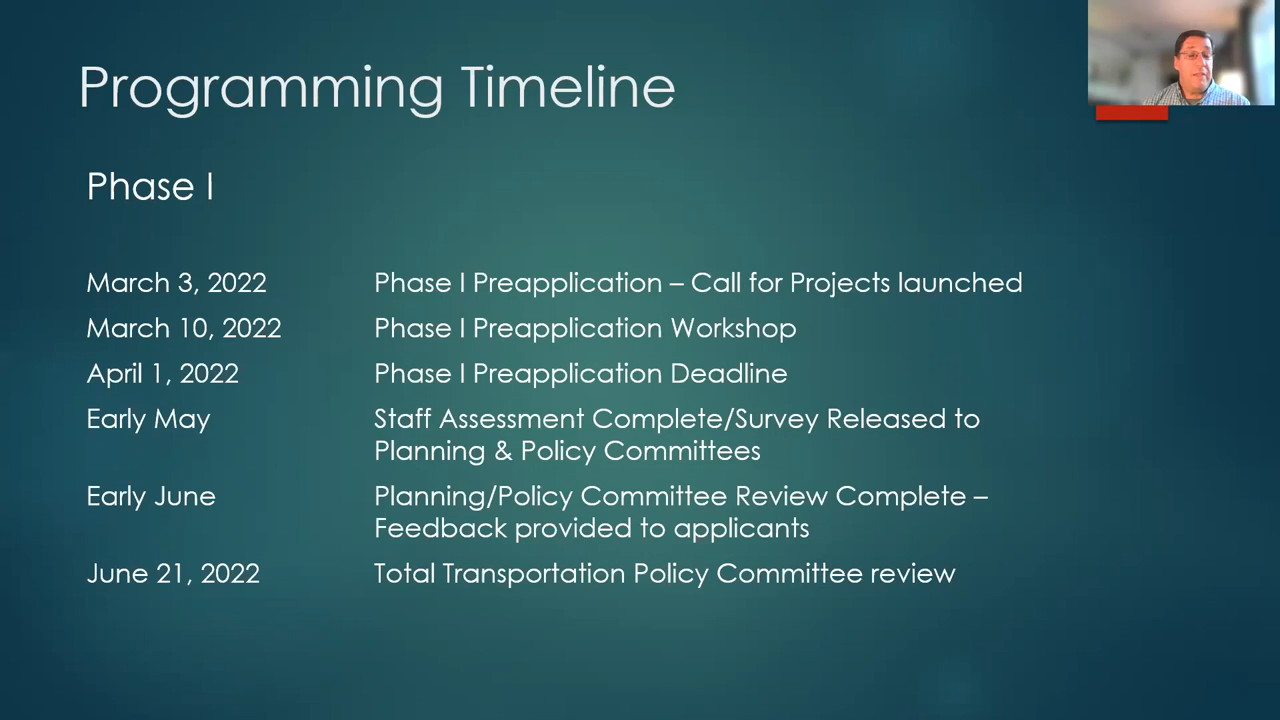 Programming Timeline
Phase I
March 3, 2022 Phase I Preapplication – Call for Projects launched
March 10, 2022 Phase I Preapplication Workshop
April 1, 2022 Phase I Preapplication Deadline
Early May Staff Assessment Complete/Survey Released to
Planning & Policy Committees
Early June Planning/Policy Committee Review Complete –
Feedback provided to applicants
June 21, 2022 Total Transportation Policy Committee review